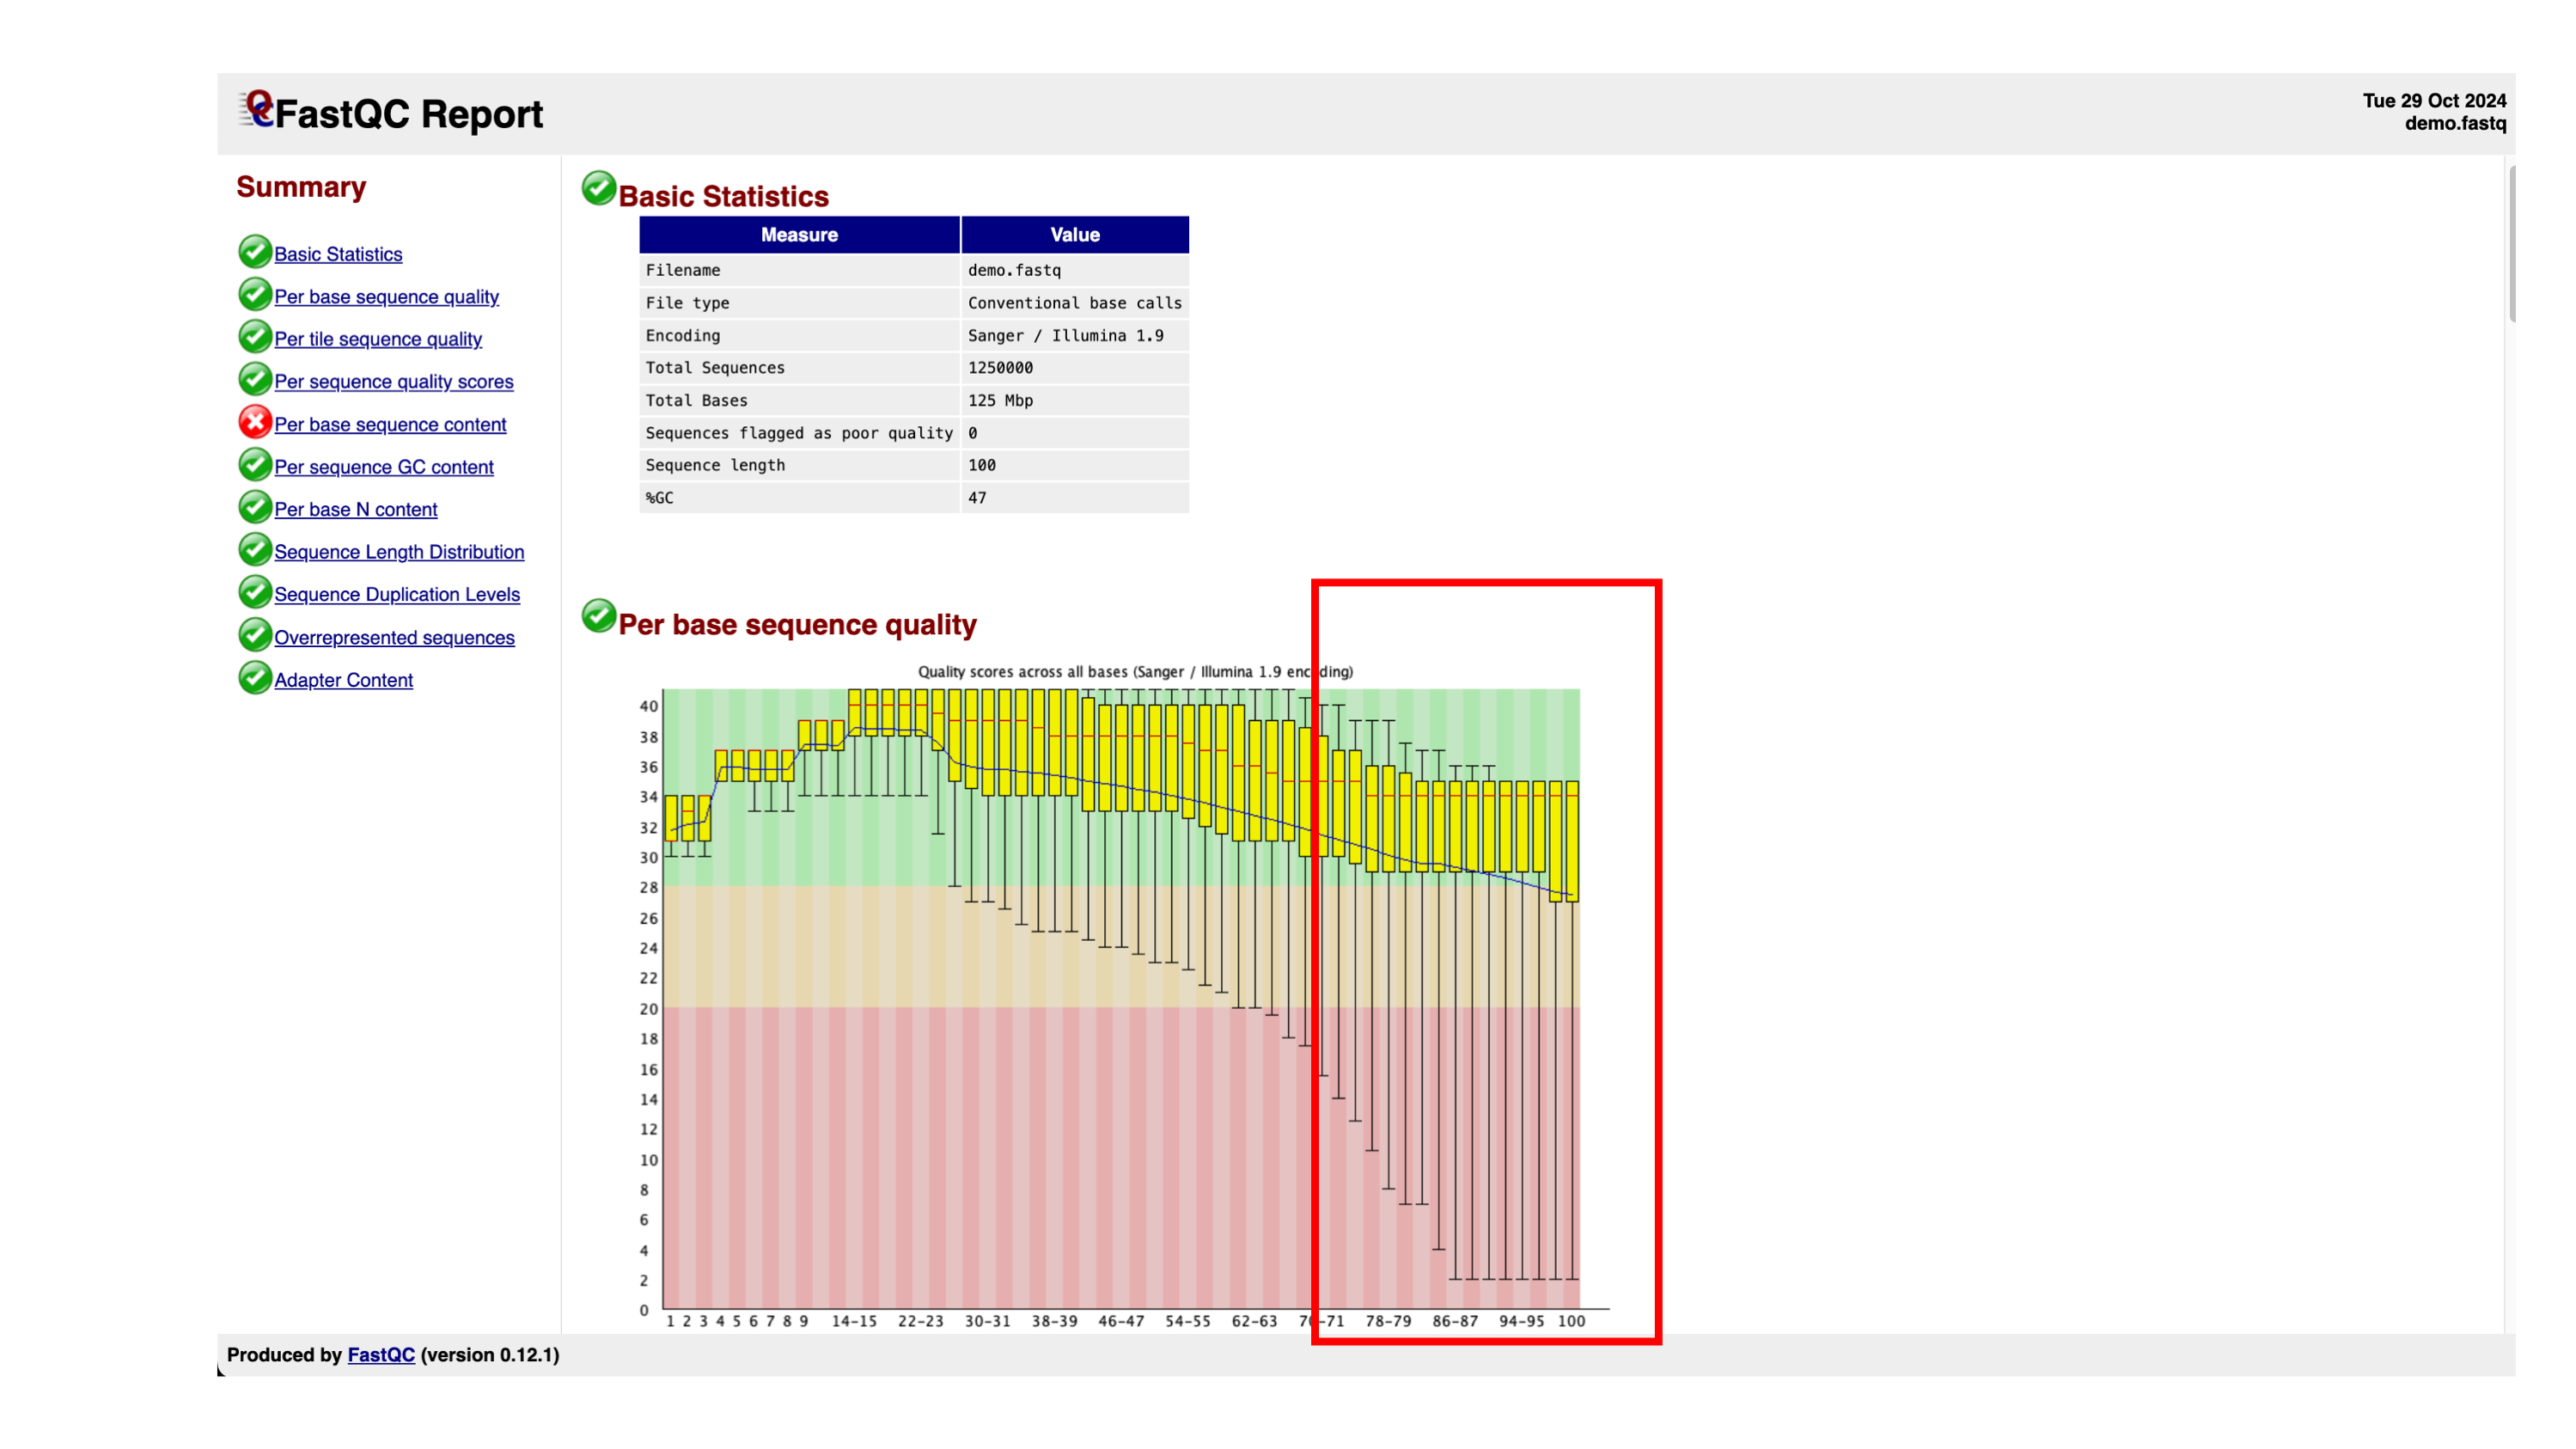 FastQC Report
Tue 29 Oct 2024
demo.fastq
Summary
Basic Statistics
Per base sequence quality
Per tile sequence quality
Per sequence quality scores
Per base sequence content
Per sequence GC content
Per base N content
Sequence Length Distribution
Sequence Duplication Levels
Overrepresented sequences
Adapter Content
Basic Statistics
Measure Value
Filename demo.fastq
File type Conventional base calls
Encoding Sanger / Illumina 1.9
Total Sequences 1250000
Total Bases 125 Mbp
Sequences flagged as poor quality 0
Sequence length 100
%GC 47
Per base sequence quality
Quality scores across all bases (Sanger / Illumina 1.9 encoding)
40
38
36
34
32
30
28
26
24
22
20
18
16
14
12
10
8
6
4
2
0
1 2 3 4 5 6 7 8 9 14-15 22-23 30-31 38-39 46-47 54-55 62-63 70-71 78-79 86-87 94-95 100
Produced by FastQC (version 0.12.1)